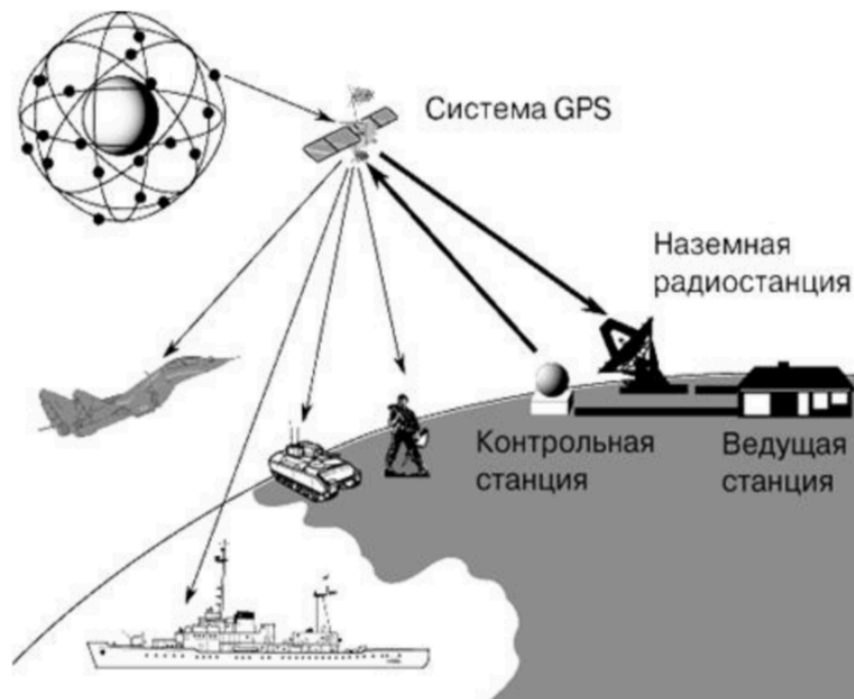 Система GPS
Наземная
радиостанция
Контрольная
станция
Ведущая
станция